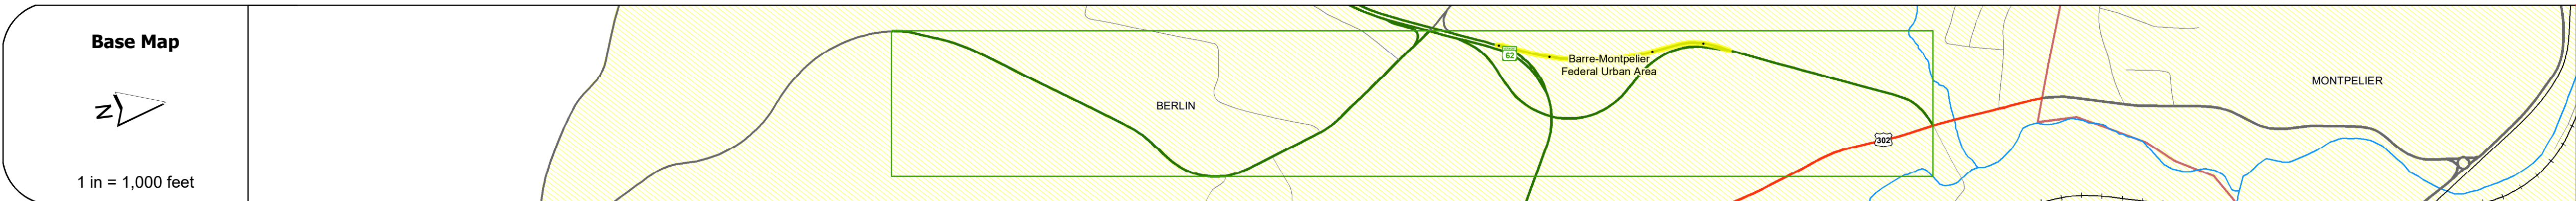 Base Map
N
1 in = 1,000 feet
BERLIN
62
Barre-Montpelier
Federal Urban Area
302
MONTPELIER